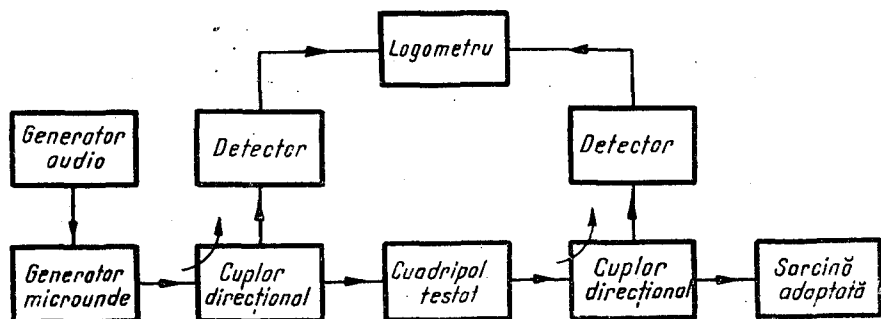 Logometru
Generator
audio
Detector
Detector
Generator
microunde
Cuplor
direcțional
Cuadripol
testat
Cuplor
direcțional
Sarcină
adaptată